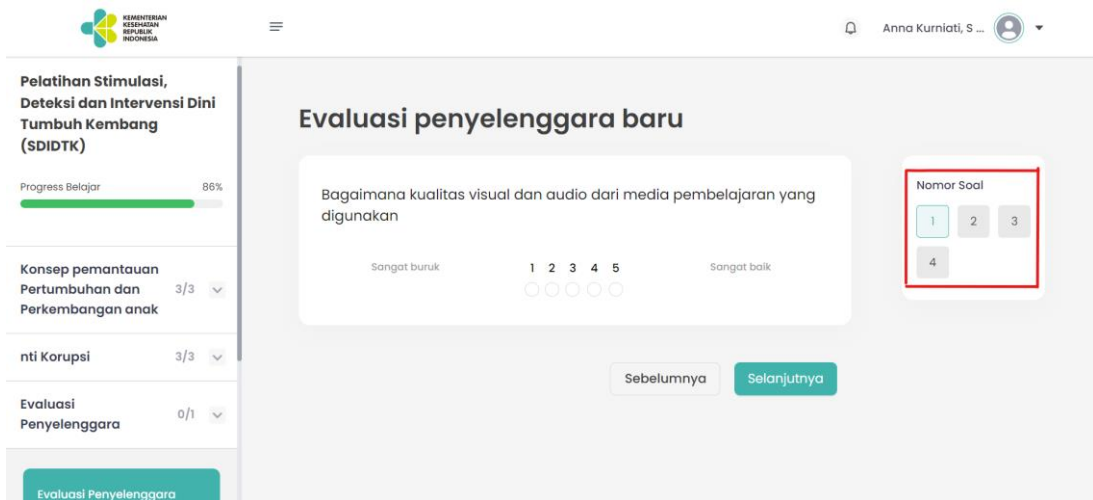 KEMENTERIAN
KESEHATAN
REPUBLIK
INDONESIA
Anna Kurniati, S ...
Pelatihan Stimulasi,
Deteksi dan Intervensi Dini
Tumbuh Kembang
(SDIDTK)
Progress Belajar 86%
Konsep pemantauan
Pertumbuhan dan 3/3
Perkembangan anak
nti Korupsi 3/3
Evaluasi
Penyelenggara 0/1
Evaluasi Penyelenggara
Evaluasi penyelenggara baru
Bagaimana kualitas visual dan audio dari media pembelajaran yang
digunakan
Sangat buruk 1 2 3 4 5 Sangat baik
Sebelumnya Selanjutnya
Nomor Soal
1 2 3
4